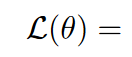 ℒ(θ) =